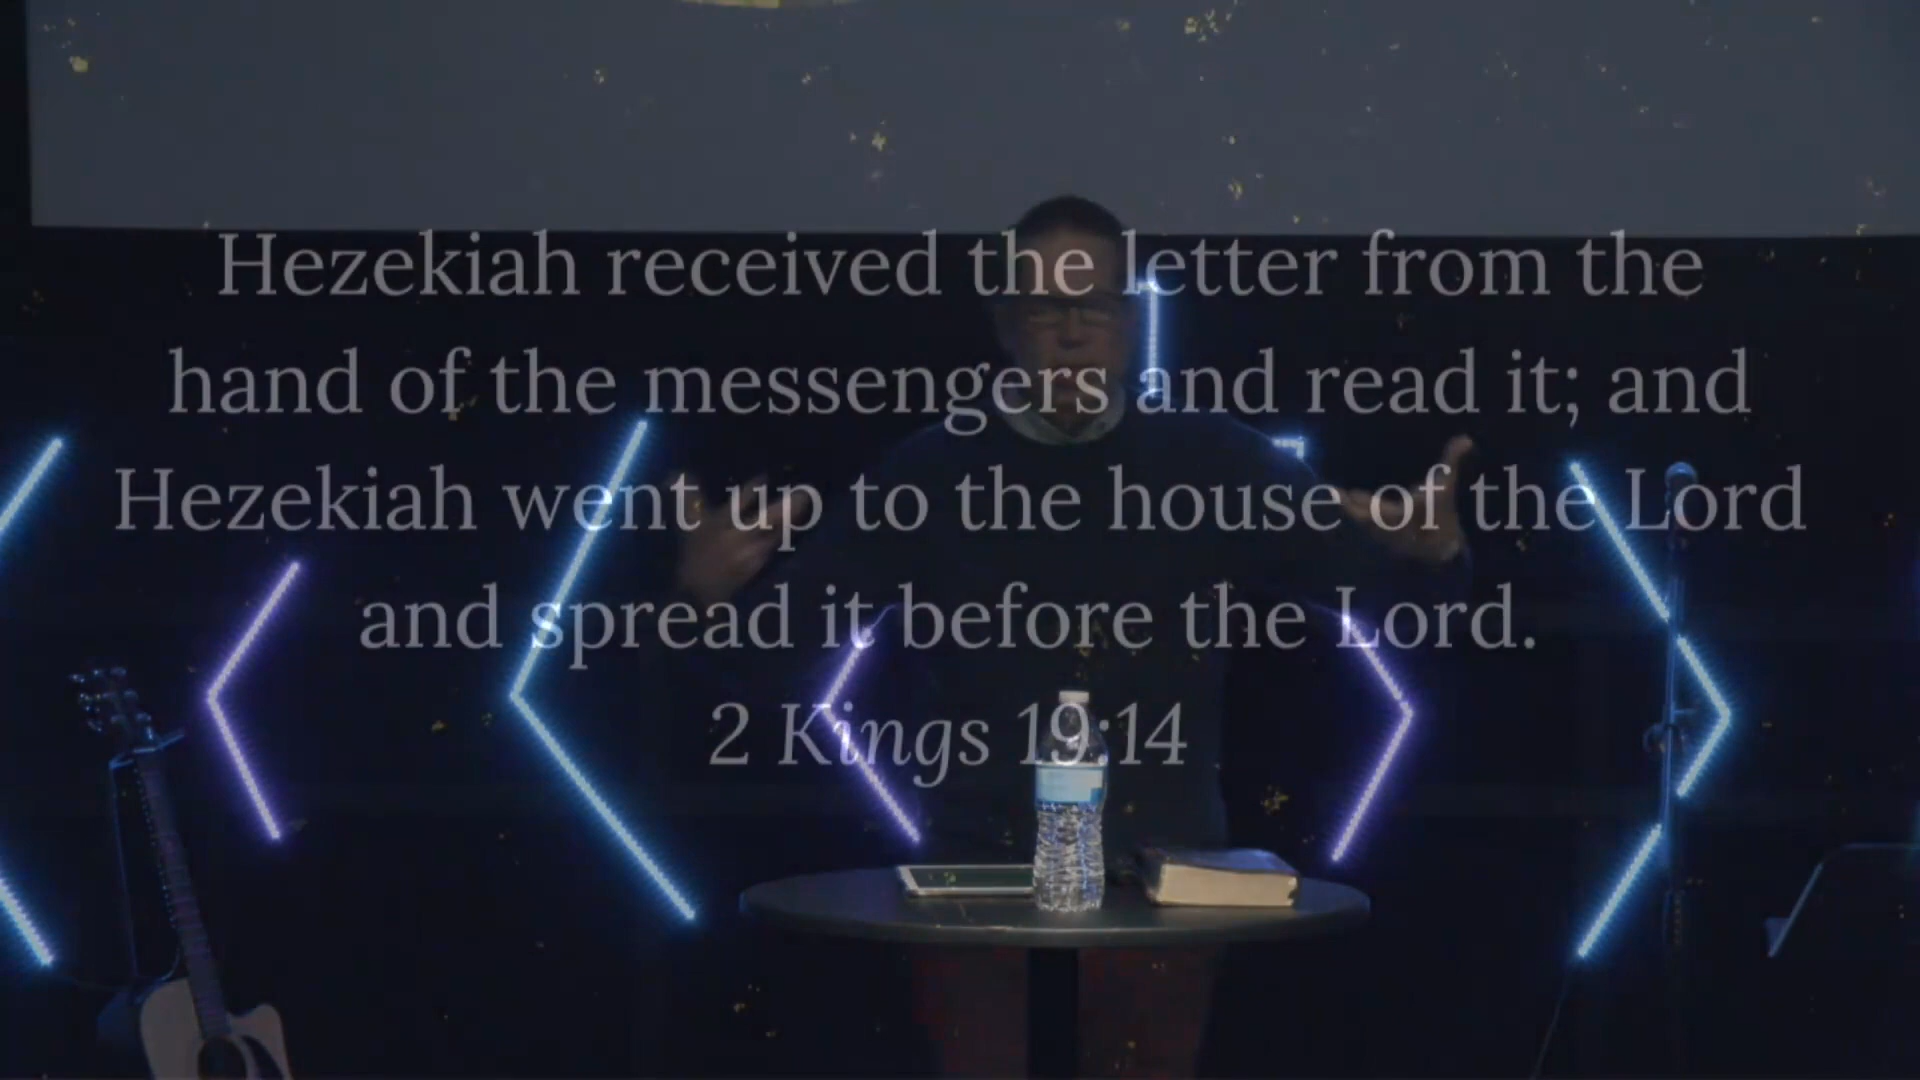 Hezekiah received the letter from the
hand of the messengers and read it; and
Hezekiah went up to the house of the Lord
and spread it before the Lord.
2 Kings 19:14